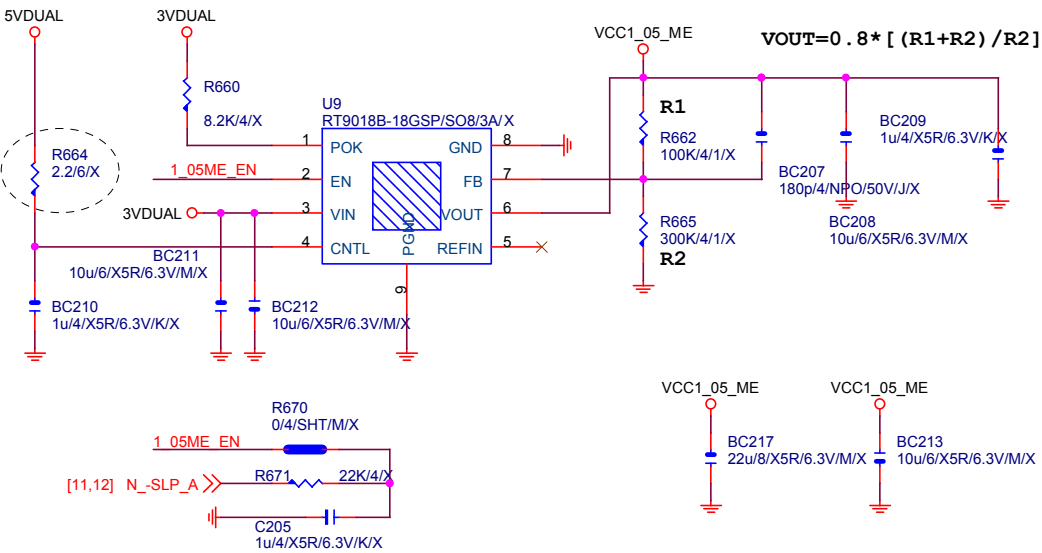 5VDUAL
3VDUAL
VCC1_05_ME
VOUT=0.8*[(R1+R2)/R2]
R660
8.2K/4/X
U9
RT9018B-18GSP/SO8/3A/X
R1
R662
100K/4/1/X
BC209
1u/4/X5R/6.3V/K/X
R664
2.2/6/X
1_05ME_EN
3VDUAL
1
POK
2
EN
3
VIN
4
CNTL
PGND
9
GND
8
FB
7
VOUT
6
REFIN
5
BC207
180p/4/NPO/50V/J/X
R665
300K/4/1/X
R2
BC208
10u/6/X5R/6.3V/M/X
BC211
10u/6/X5R/6.3V/M/X
BC210
1u/4/X5R/6.3V/K/X
BC212
10u/6/X5R/6.3V/M/X
R670
0/4/SHT/M/X
1_05ME_EN
[11,12] N_-SLP_A
R671
22K/4/X
C205
1u/4/X5R/6.3V/K/X
VCC1_05_ME
BC217
22u/8/X5R/6.3V/M/X
VCC1_05_ME
BC213
10u/6/X5R/6.3V/M/X